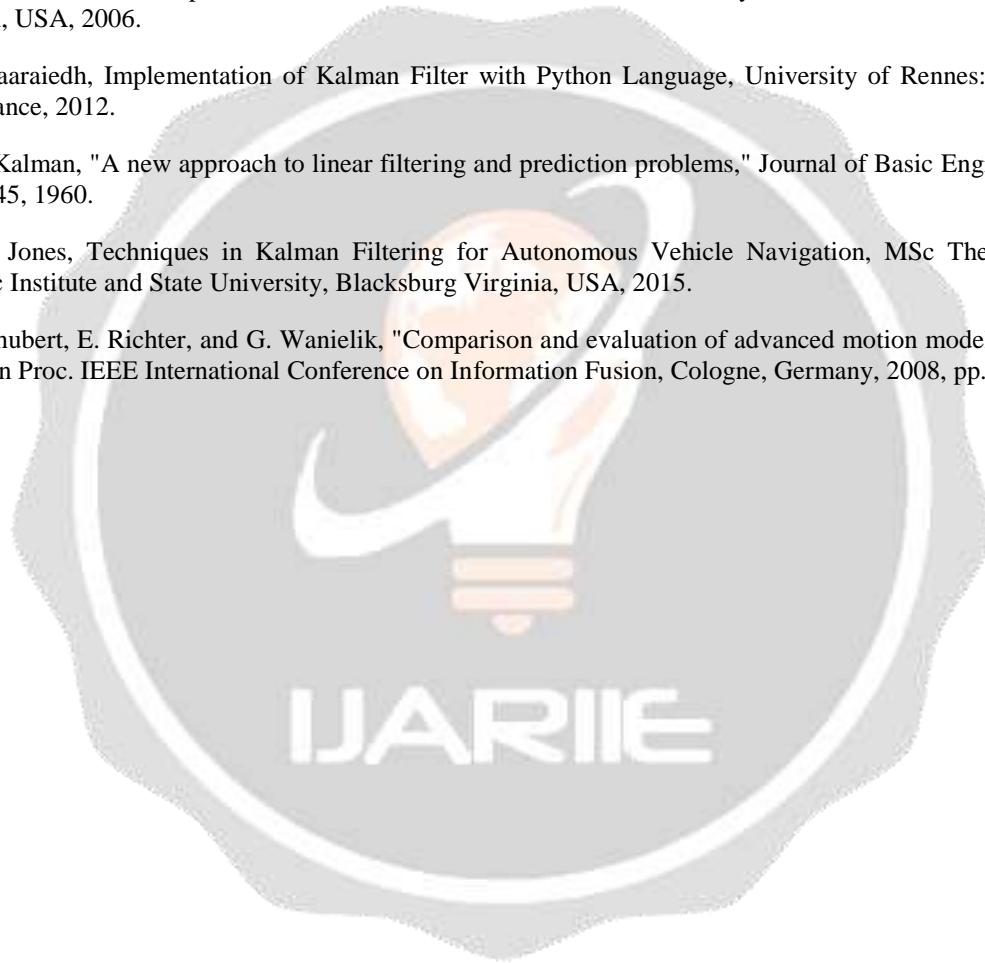 , USA, 2006.
aaraiedh, Implementation of Kalman Filter with Python Language, University of Rennes:
ance, 2012.
Kalman, "A new approach to linear filtering and prediction problems," Journal of Basic Eng
45, 1960.
Jones, Techniques in Kalman Filtering for Autonomous Vehicle Navigation, MSc The
c Institute and State University, Blacksburg Virginia, USA, 2015.
hubert, E. Richter, and G. Wanielik, "Comparison and evaluation of advanced motion mode
n Proc. IEEE International Conference on Information Fusion, Cologne, Germany, 2008, pp.
IJARIIE